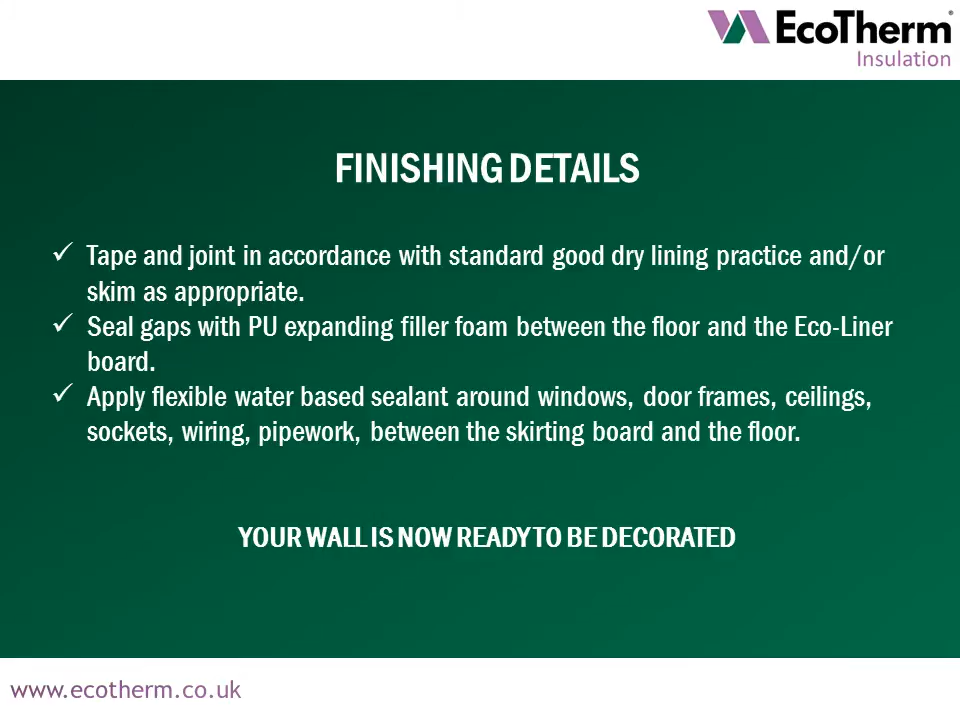 EcoTherm®
Insulation
FINISHING DETAILS
✓ Tape and joint in accordance with standard good dry lining practice and/or
skim as appropriate.
✓ Seal gaps with PU expanding filler foam between the floor and the Eco-Liner
board.
✓ Apply flexible water based sealant around windows, door frames, ceilings,
sockets, wiring, pipework, between the skirting board and the floor.
YOUR WALL IS NOW READY TO BE DECORATED
www.ecotherm.co.uk